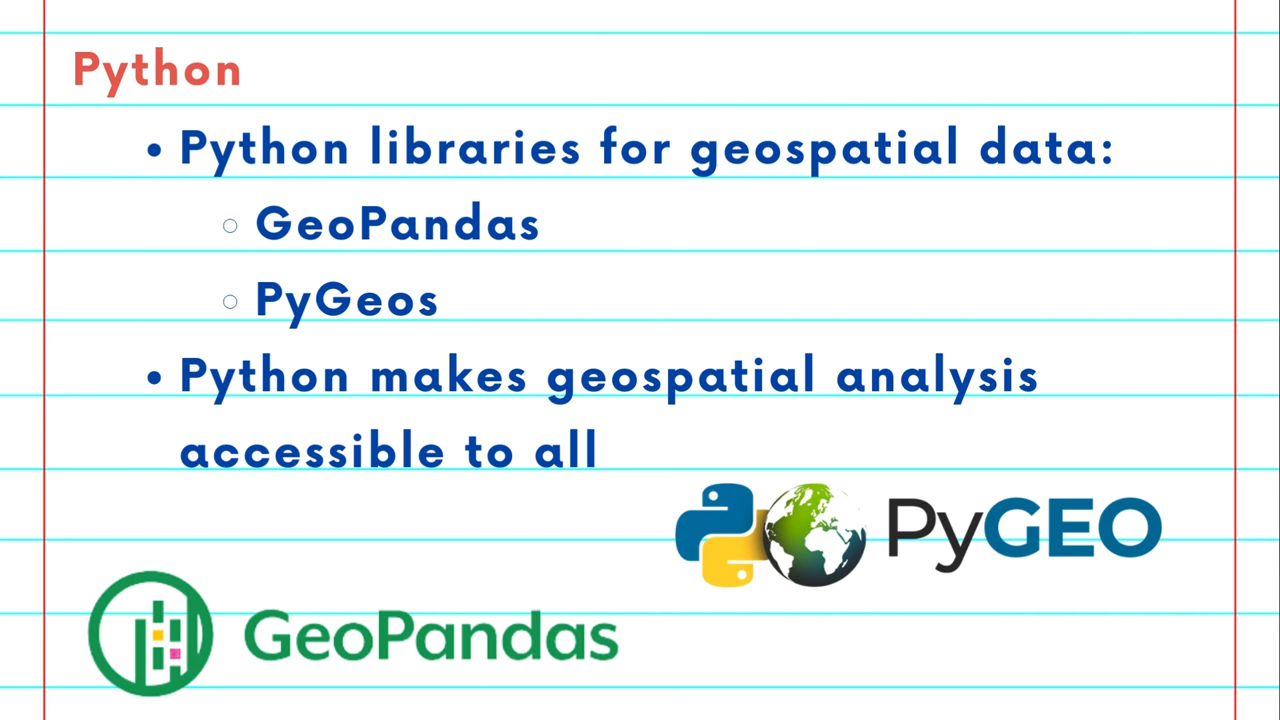 Python
• Python libraries for geospatial data:
○ GeoPandas
○ PyGeos
• Python makes geospatial analysis
accessible to all
PyGEO
GeoPandas